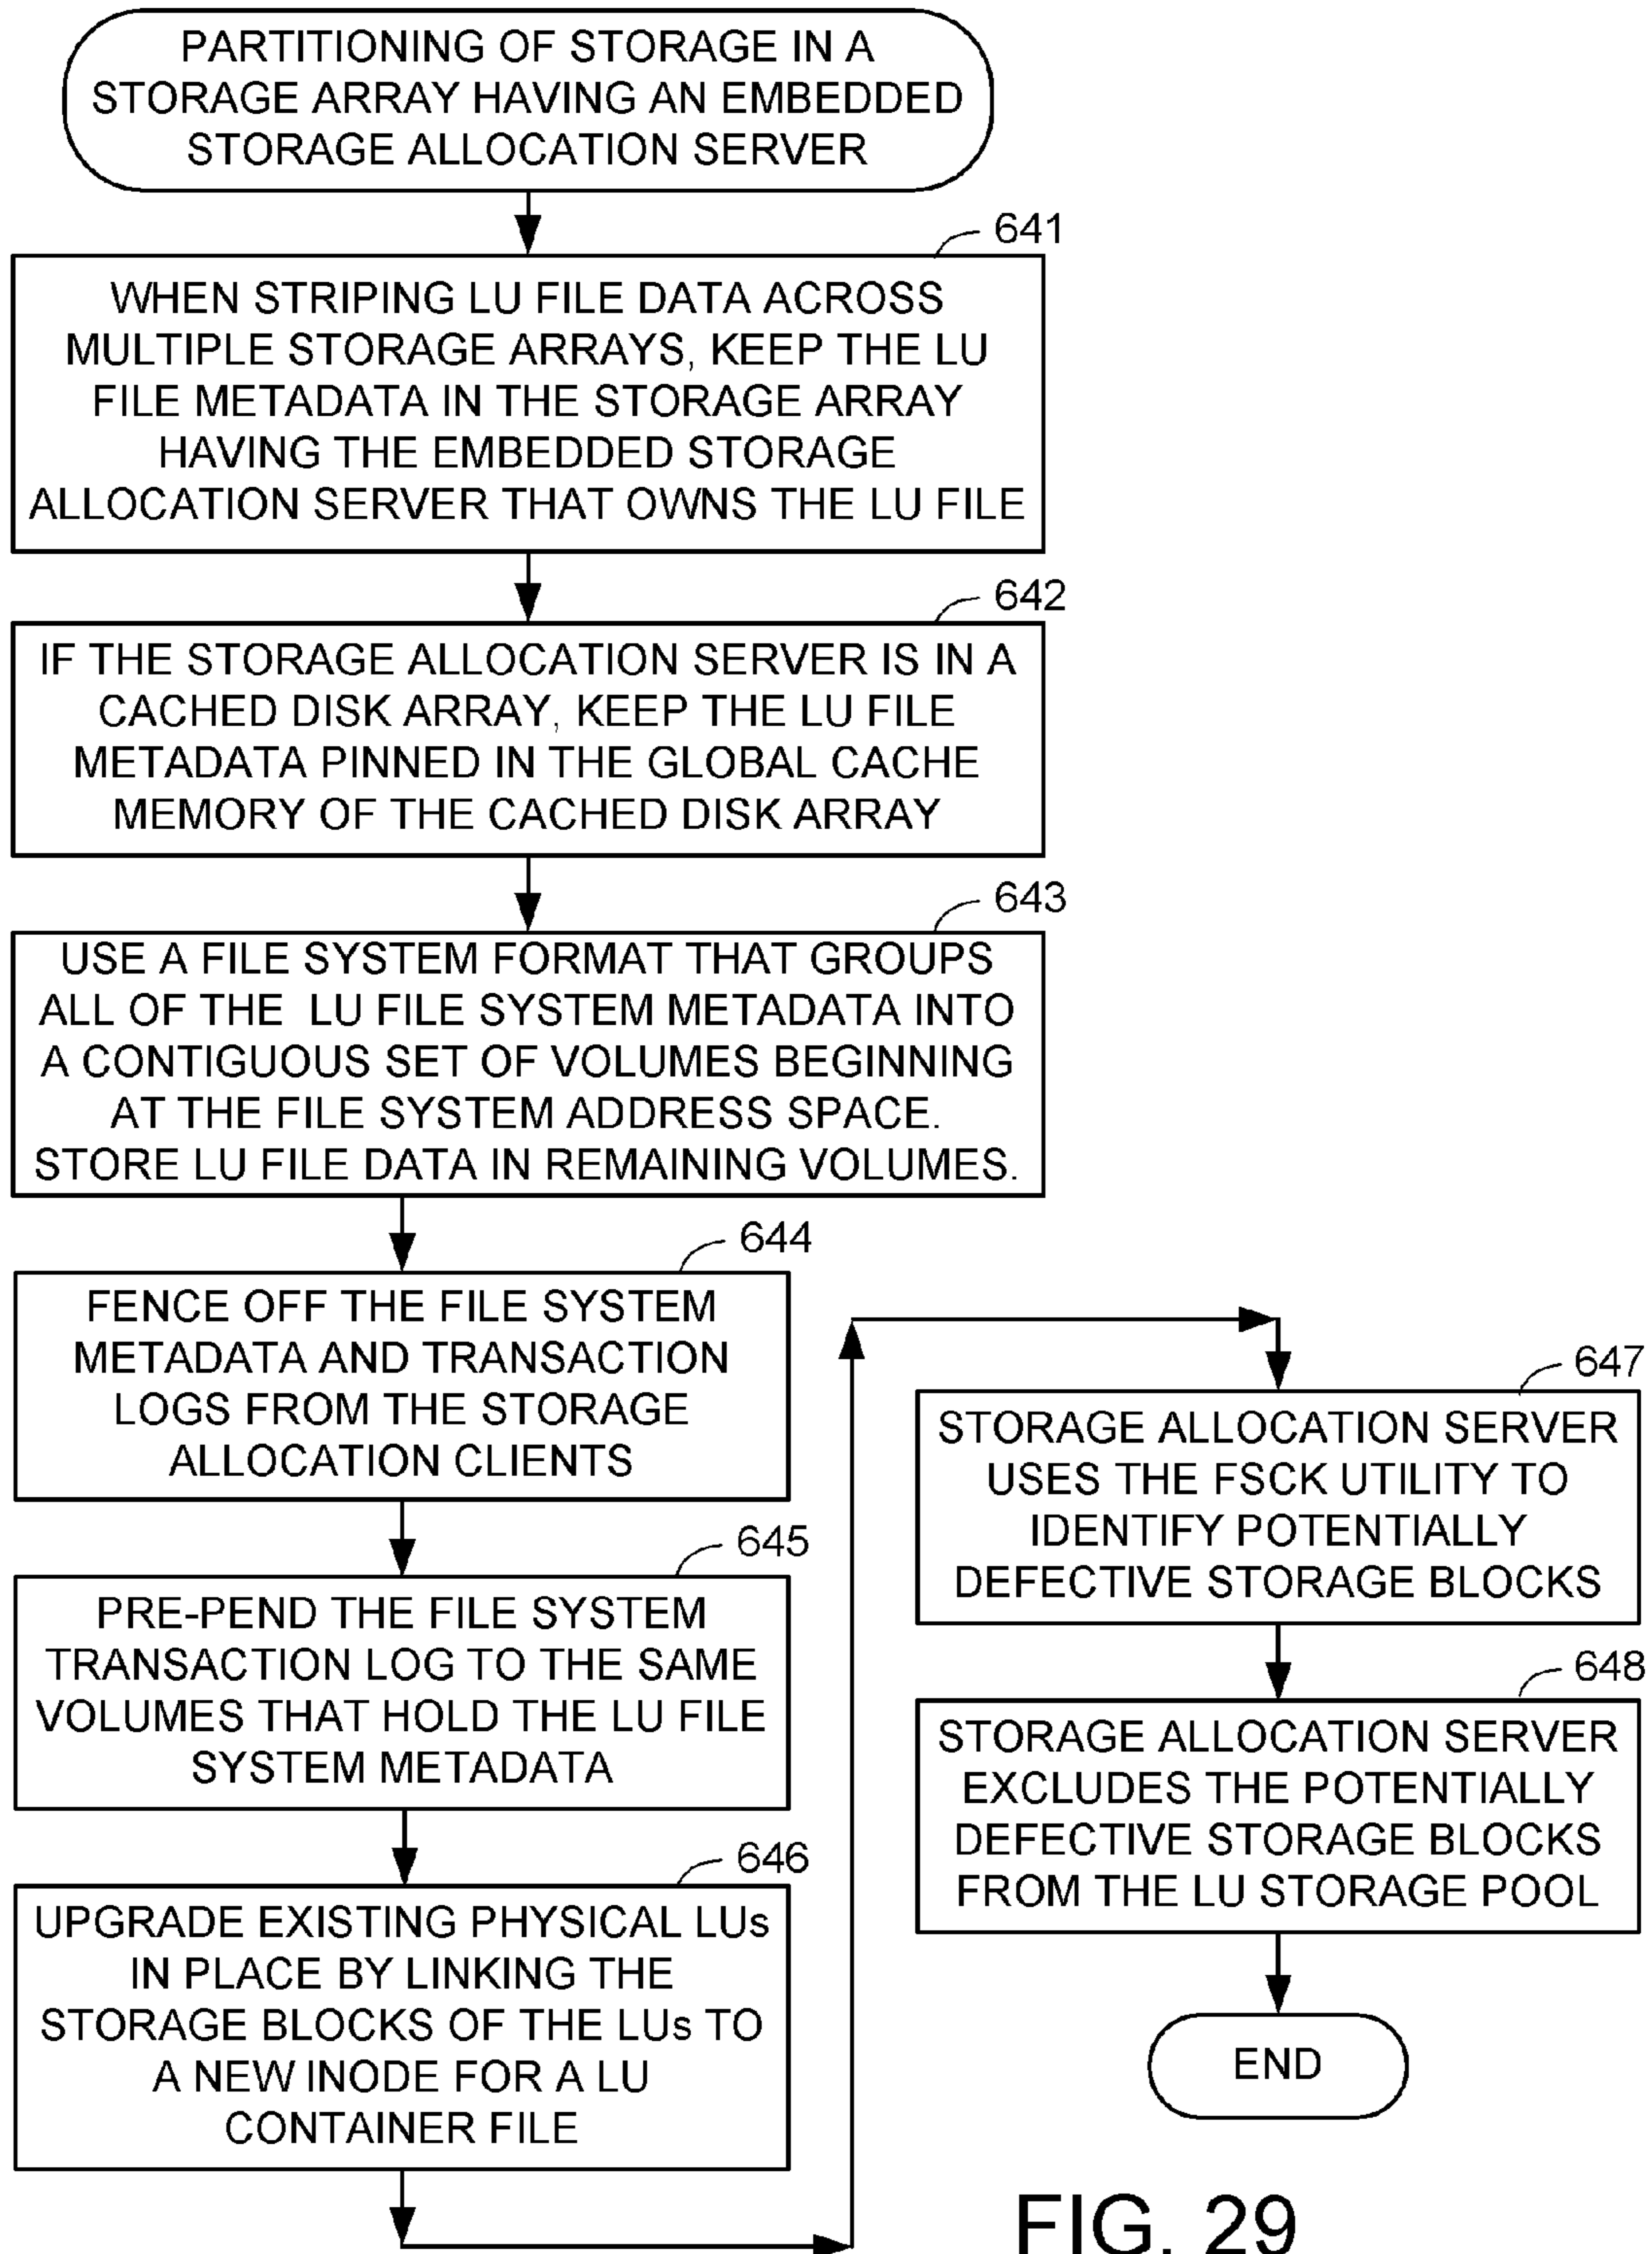 PARTITIONING OF STORAGE IN A
STORAGE ARRAY HAVING AN EMBEDDED
STORAGE ALLOCATION SERVER
641
WHEN STRIPING LU FILE DATA ACROSS
MULTIPLE STORAGE ARRAYS, KEEP THE LU
FILE METADATA IN THE STORAGE ARRAY
HAVING THE EMBEDDED STORAGE
ALLOCATION SERVER THAT OWNS THE LU FILE
642
IF THE STORAGE ALLOCATION SERVER IS IN A
CACHED DISK ARRAY, KEEP THE LU FILE
METADATA PINNED IN THE GLOBAL CACHE
MEMORY OF THE CACHED DISK ARRAY
643
USE A FILE SYSTEM FORMAT THAT GROUPS
ALL OF THE LU FILE SYSTEM METADATA INTO
A CONTIGUOUS SET OF VOLUMES BEGINNING
AT THE FILE SYSTEM ADDRESS SPACE.
STORE LU FILE DATA IN REMAINING VOLUMES.
644
FENCE OFF THE FILE SYSTEM
METADATA AND TRANSACTION
LOGS FROM THE STORAGE
ALLOCATION CLIENTS
645
PRE-PEND THE FILE SYSTEM
TRANSACTION LOG TO THE SAME
VOLUMES THAT HOLD THE LU FILE
SYSTEM METADATA
646
UPGRADE EXISTING PHYSICAL LUs
IN PLACE BY LINKING THE
STORAGE BLOCKS OF THE LUs TO
A NEW INODE FOR A LU
CONTAINER FILE
647
STORAGE ALLOCATION SERVER
USES THE FSCK UTILITY TO
IDENTIFY POTENTIALLY
DEFECTIVE STORAGE BLOCKS
648
STORAGE ALLOCATION SERVER
EXCLUDES THE POTENTIALLY
DEFECTIVE STORAGE BLOCKS
FROM THE LU STORAGE POOL
END
FIG. 29